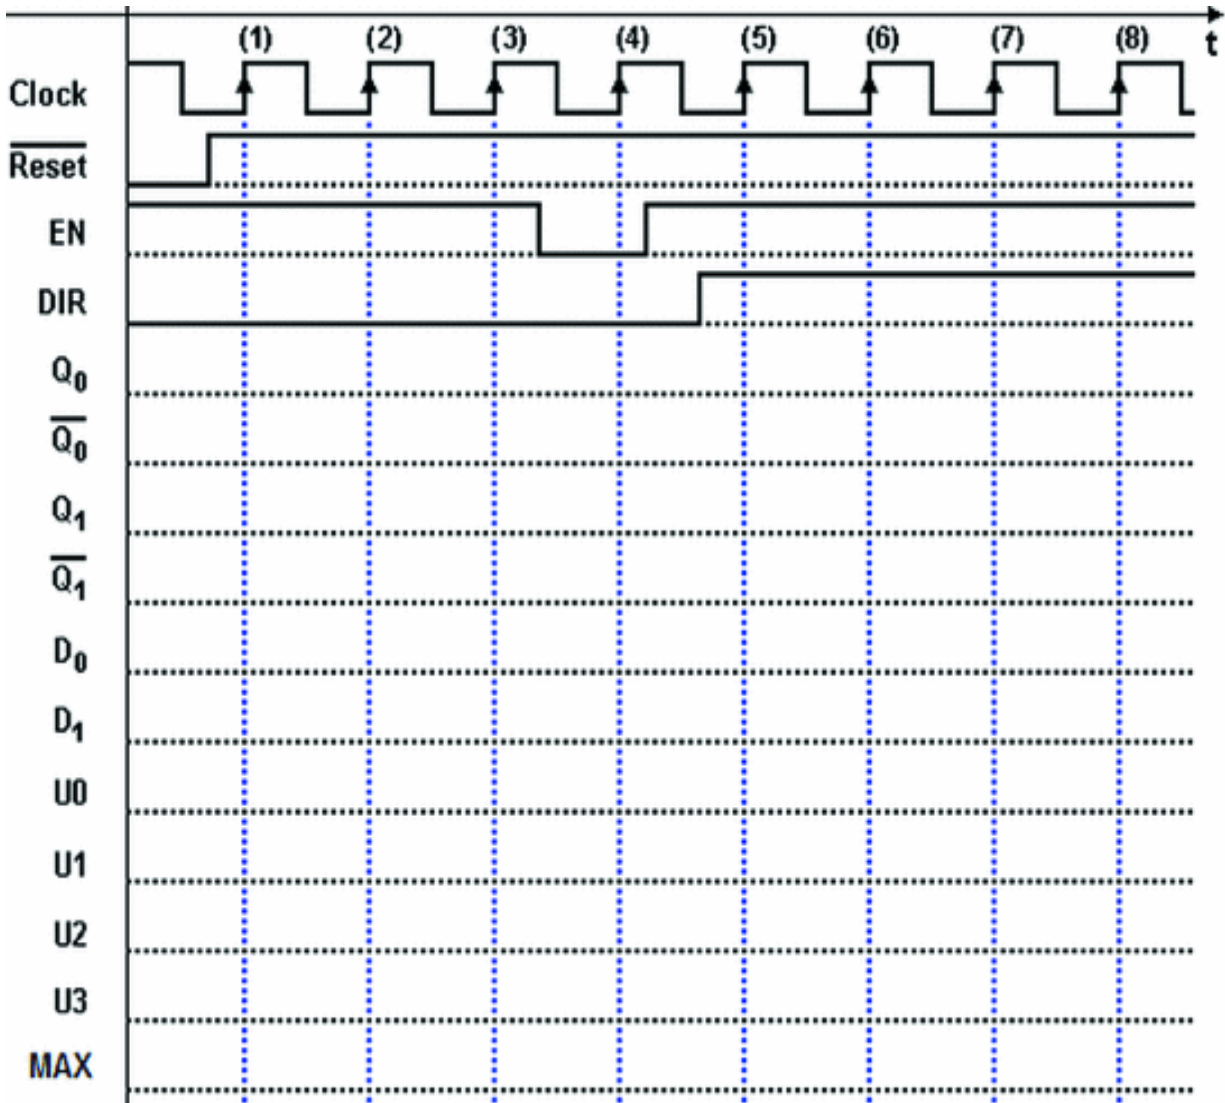 (1) (2) (3) (4) (5) (6) (7) (8) t
Clock
Reset
EN
DIR
Q0
Q0
Q1
Q1
D0
D1
U0
U1
U2
U3
MAX